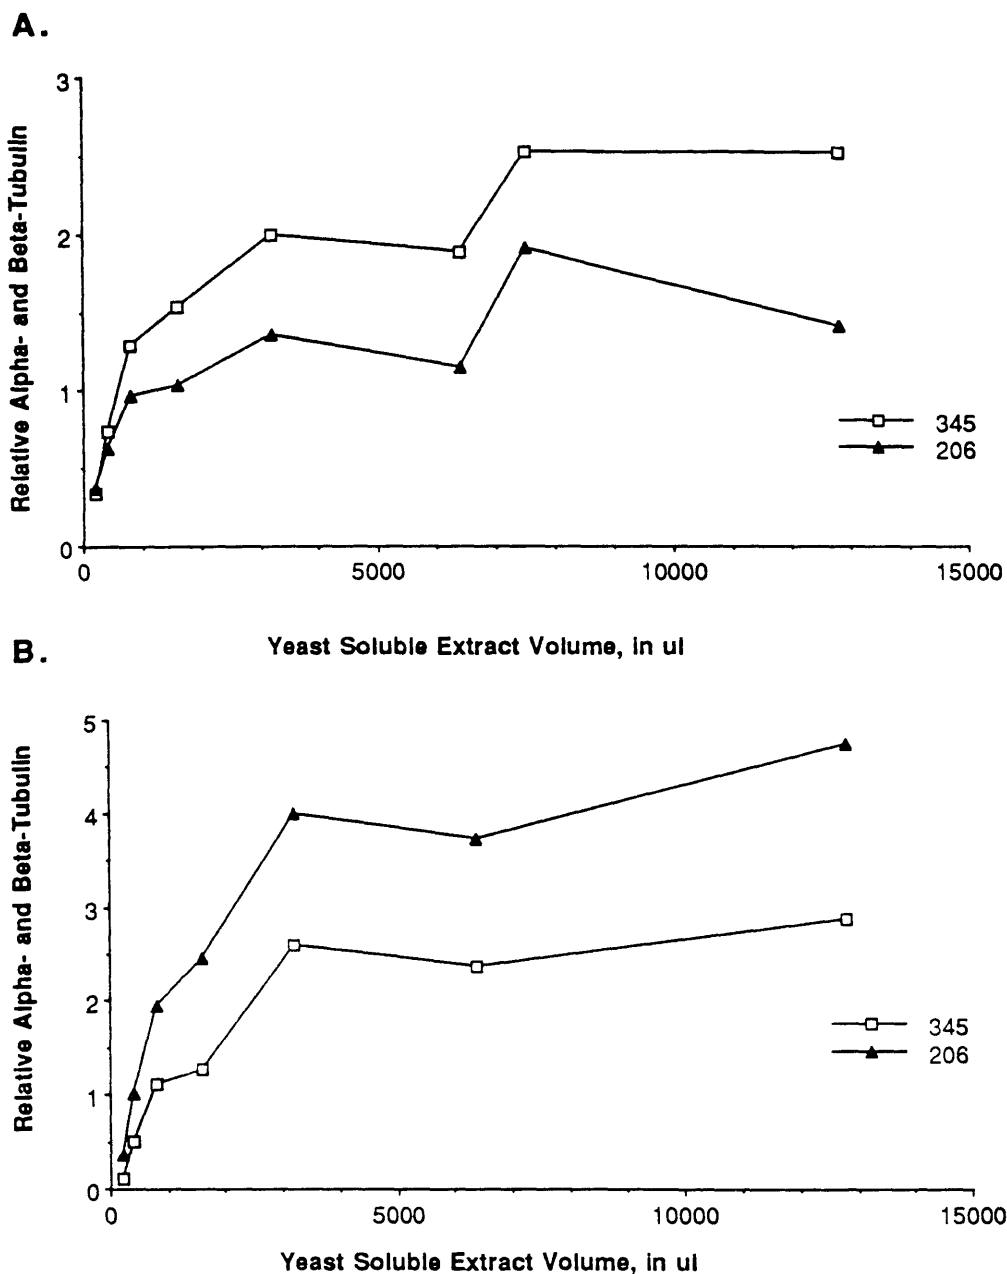 A.
3
2
1
0
Relative Alpha- and Beta-Tubulin
345
206
0 5000 10000 15000
Yeast Soluble Extract Volume, in ul
B.
5
4
3
2
1
0
Relative Alpha- and Beta-Tubulin
345
206
0 5000 10000 15000
Yeast Soluble Extract Volume, in ul